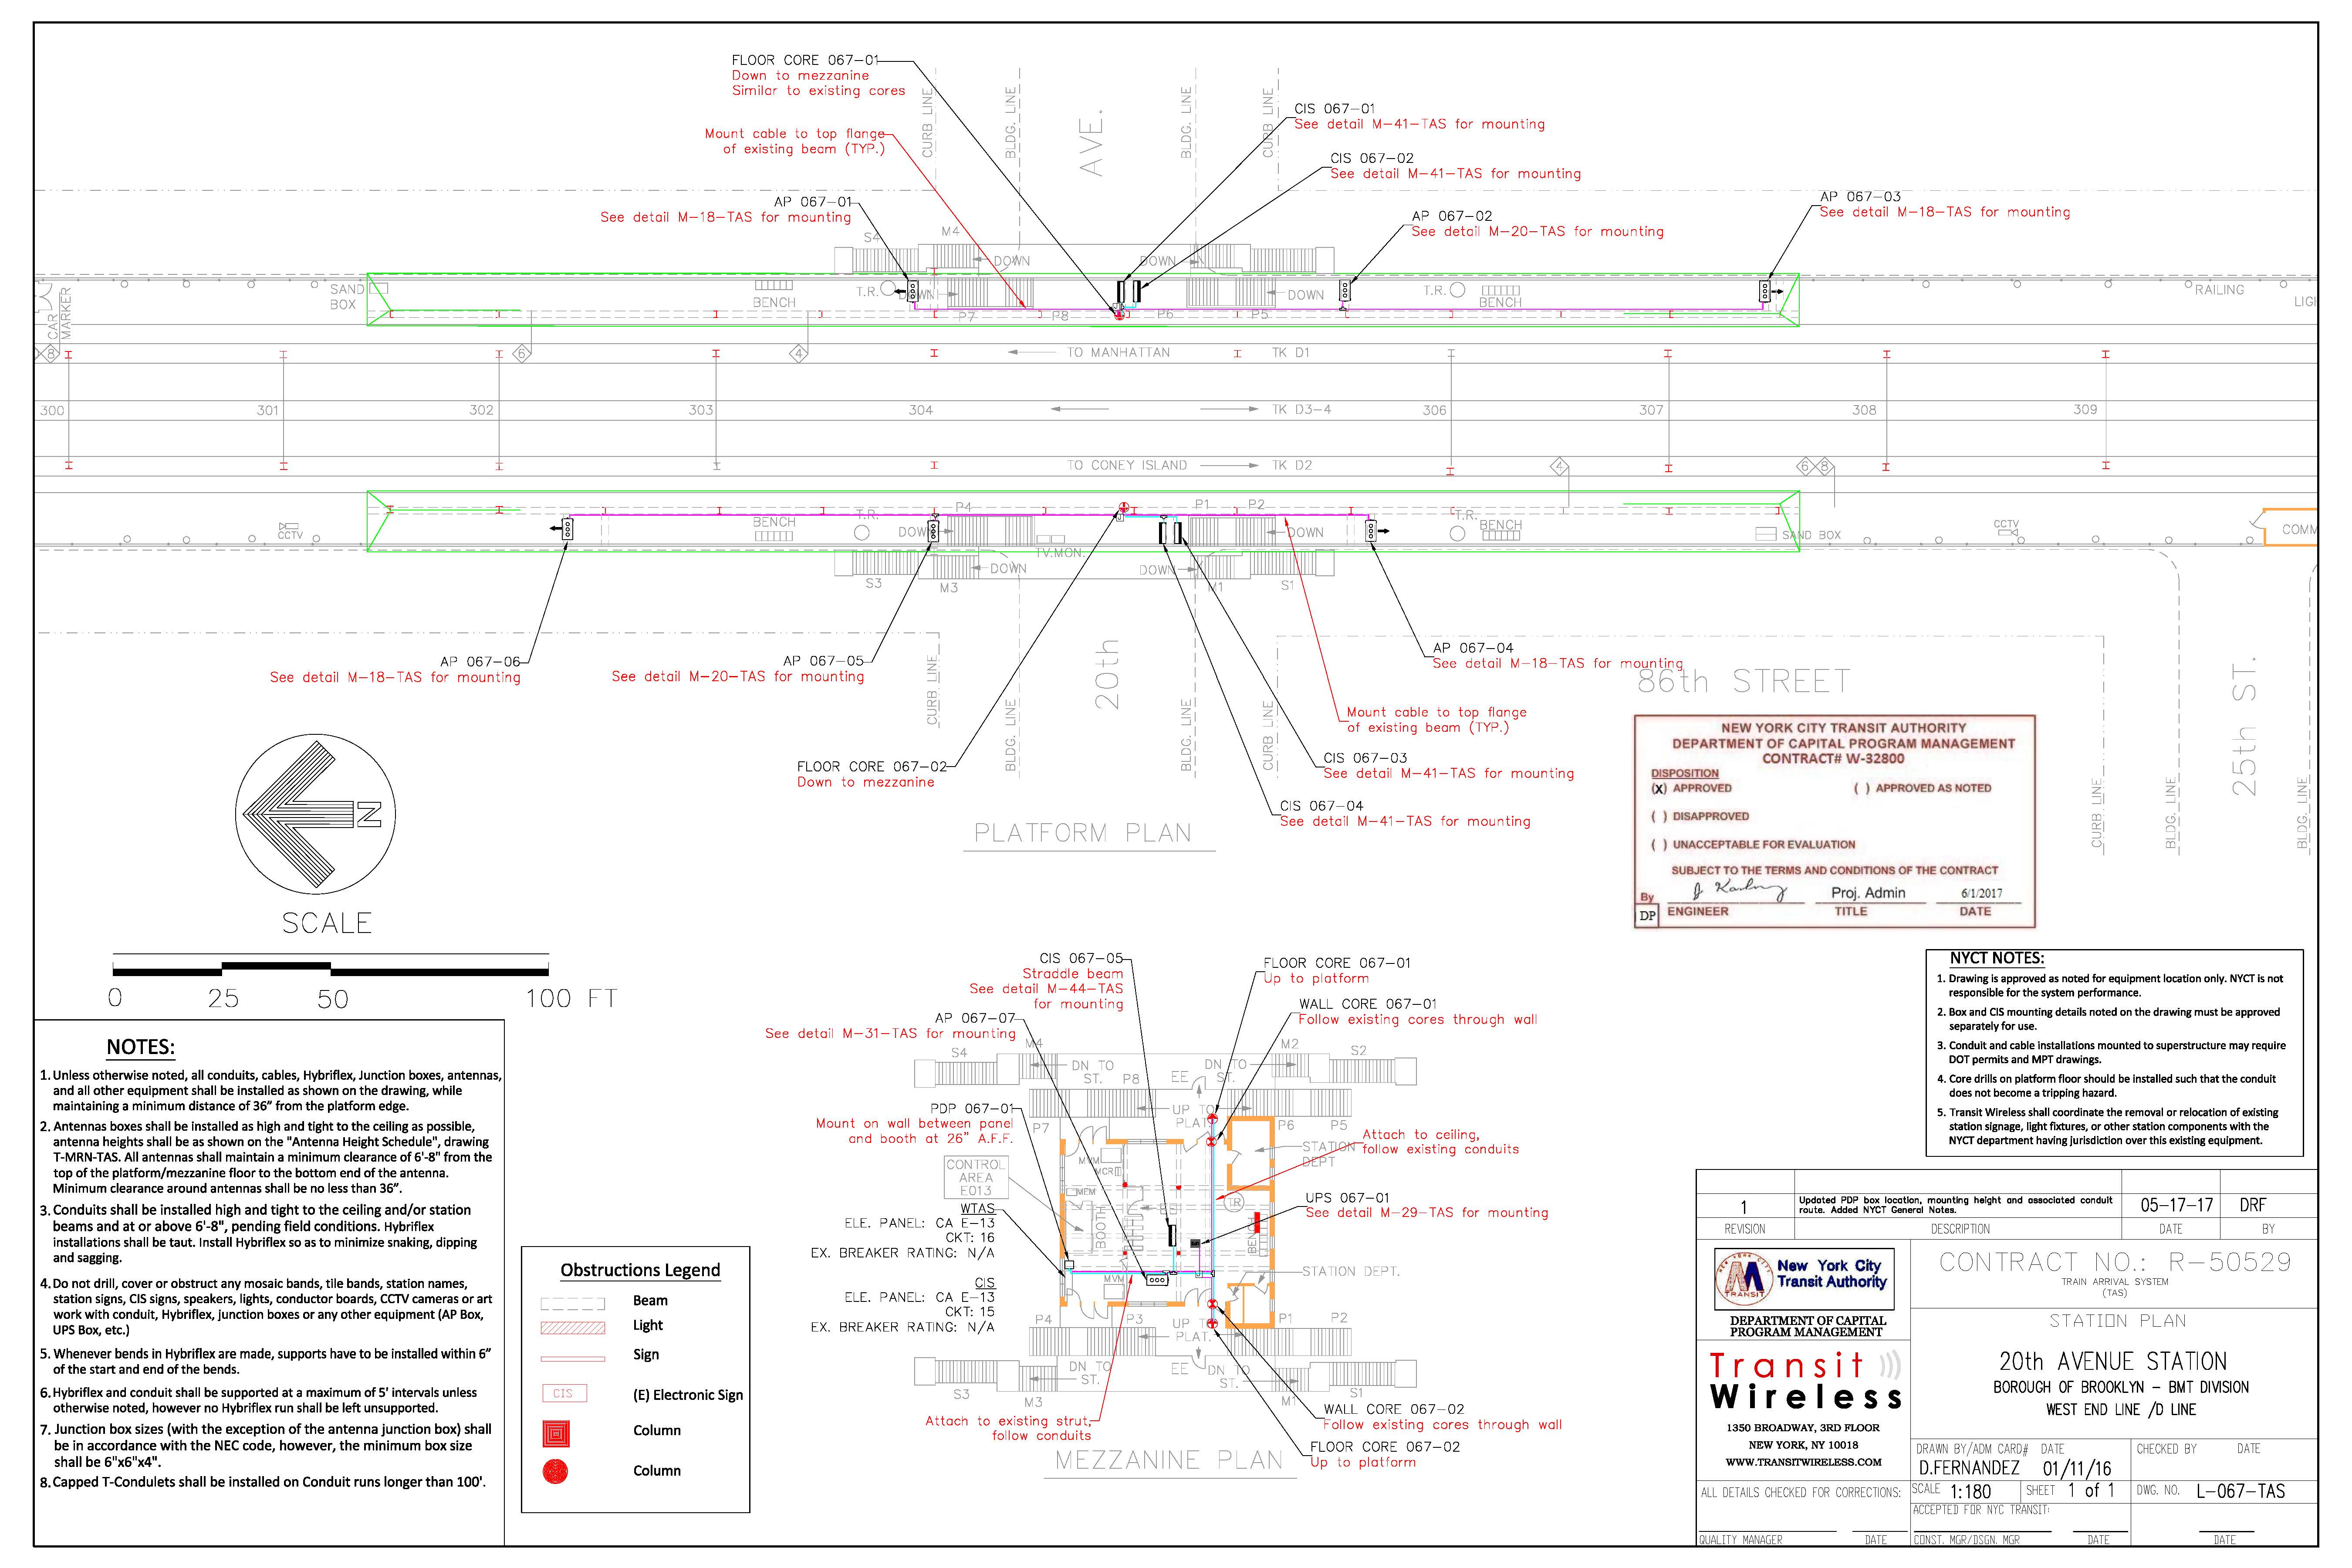 FLOOR CORE 067-01
Down to mezzanine
Similar to existing cores
Mount cable to top flange
of existing beam (TYP.)
CURB LINE
BLDG. LINE
AVE.
BLDG. LINE
CURB LINE
CIS 067-01
See detail M-41-TAS for mounting
CIS 067-02
See detail M-41-TAS for mounting
AP 067-01
See detail M-18-TAS for mounting
AP 067-02
See detail M-20-TAS for mounting
AP 067-03
See detail M-18-TAS for mounting
S4
M4
DOWN
DOWN
CAR
MARKER
SAND
BOX
BENCH
T.R.
DOWN
DOWN
T.R.
BENCH
RAILING
P7
P8
P6
P5
8
6
4
TO MANHATTAN
TK D1
300
301
302
303
304
TK D3-4
306
307
308
309
TO CONEY ISLAND
TK D2
4
6
8
CCTV
BENCH
T.R.
DOWN
P4
TV.MON.
P1
P2
DOWN
T.R.
BENCH
SAND BOX
CCTV
COMM
DOWN
DOWN
S3
M3
M1
S1
AP 067-06
See detail M-18-TAS for mounting
AP 067-05
See detail M-20-TAS for mounting
AP 067-04
See detail M-18-TAS for mounting
CURB LINE
BLDG. LINE
20th
BLDG. LINE
CURB LINE
86th STREET
Mount cable to top flange
of existing beam (TYP.)
FLOOR CORE 067-02
Down to mezzanine
CIS 067-03
See detail M-41-TAS for mounting
CIS 067-04
See detail M-41-TAS for mounting
PLATFORM PLAN
CURB LINE
BLDG. LINE
25th ST.
BLDG. LINE
NEW YORK CITY TRANSIT AUTHORITY
DEPARTMENT OF CAPITAL PROGRAM MANAGEMENT
CONTRACT# W-32800
DISPOSITION
(X) APPROVED
( ) APPROVED AS NOTED
( ) DISAPPROVED
( ) UNACCEPTABLE FOR EVALUATION
SUBJECT TO THE TERMS AND CONDITIONS OF THE CONTRACT
By
Proj. Admin
6/1/2017
DP
ENGINEER
TITLE
DATE
N
SCALE
0
25
50
100 FT
NOTES:
1. Unless otherwise noted, all conduits, cables, Hybriflex, Junction boxes, antennas,
and all other equipment shall be installed as shown on the drawing, while
maintaining a minimum distance of 36” from the platform edge.
2. Antennas boxes shall be installed as high and tight to the ceiling as possible,
antenna heights shall be as shown on the "Antenna Height Schedule", drawing
T-MRN-TAS. All antennas shall maintain a minimum clearance of 6'-8" from the
top of the platform/mezzanine floor to the bottom end of the antenna.
Minimum clearance around antennas shall be no less than 36”.
3. Conduits shall be installed high and tight to the ceiling and/or station
beams and at or above 6'-8", pending field conditions. Hybriflex
installations shall be taut. Install Hybriflex so as to minimize snaking, dipping
and sagging.
4. Do not drill, cover or obstruct any mosaic bands, tile bands, station names,
station signs, CIS signs, speakers, lights, conductor boards, CCTV cameras or art
work with conduit, Hybriflex, junction boxes or any other equipment (AP Box,
UPS Box, etc.)
5. Whenever bends in Hybriflex are made, supports have to be installed within 6”
of the start and end of the bends.
6. Hybriflex and conduit shall be supported at a maximum of 5' intervals unless
otherwise noted, however no Hybriflex run shall be left unsupported.
7. Junction box sizes (with the exception of the antenna junction box) shall
be in accordance with the NEC code, however, the minimum box size
shall be 6"x6"x4".
8. Capped T-Condulets shall be installed on Conduit runs longer than 100'.
Obstructions Legend
Beam
Light
Sign
CIS
(E) Electronic Sign
Column
Column
CIS 067-05
Straddle beam
See detail M-44-TAS
for mounting
AP 067-07
See detail M-31-TAS for mounting
PDP 067-01
Mount on wall between panel
and booth at 26" A.F.F.
CONTROL
AREA
E013
WTAS
ELE. PANEL: CA E-13
CKT: 16
EX. BREAKER RATING: N/A
CIS
ELE. PANEL: CA E-13
CKT: 15
EX. BREAKER RATING: N/A
FLOOR CORE 067-01
Up to platform
WALL CORE 067-01
Follow existing cores through wall
S4
M4
DN TO
ST.
P8
EE
DN TO
ST.
M2
S2
UP TO
PLAT.
P7
P6
P5
MVM
MCR
MEM
BOOTH
STATION
DEPT
TR
BENCH
Attach to ceiling,
follow existing conduits
UPS 067-01
See detail M-29-TAS for mounting
STATION DEPT.
MVM
P4
P3
UP TO
PLAT.
P1
P2
DN TO
ST.
EE
DN TO
ST.
S3
M3
M1
S1
Attach to existing strut,
follow conduits
WALL CORE 067-02
Follow existing cores through wall
FLOOR CORE 067-02
Up to platform
MEZZANINE PLAN
NYCT NOTES:
1. Drawing is approved as noted for equipment location only. NYCT is not
responsible for the system performance.
2. Box and CIS mounting details noted on the drawing must be approved
separately for use.
3. Conduit and cable installations mounted to superstructure may require
DOT permits and MPT drawings.
4. Core drills on platform floor should be installed such that the conduit
does not become a tripping hazard.
5. Transit Wireless shall coordinate the removal or relocation of existing
station signage, light fixtures, or other station components with the
NYCT department having jurisdiction over this existing equipment.
1
Updated PDP box location, mounting height and associated conduit
route. Added NYCT General Notes.
05-17-17
DRF
REVISION
DESCRIPTION
DATE
BY
TRANSIT
New York City
Transit Authority
DEPARTMENT OF CAPITAL
PROGRAM MANAGEMENT
Transit
Wireless
1350 BROADWAY, 3RD FLOOR
NEW YORK, NY 10018
WWW.TRANSITWIRELESS.COM
ALL DETAILS CHECKED FOR CORRECTIONS:
QUALITY MANAGER
DATE
CONTRACT NO.: R-50529
TRAIN ARRIVAL SYSTEM
(TAS)
STATION PLAN
20th AVENUE STATION
BOROUGH OF BROOKLYN - BMT DIVISION
WEST END LINE /D LINE
DRAWN BY/ADM CARD#
DATE
CHECKED BY
DATE
D.FERNANDEZ
01/11/16
SCALE
1:180
SHEET
1 of 1
DWG. NO.
L-067-TAS
ACCEPTED FOR NYC TRANSIT:
CONST. MGR/DSGN. MGR
DATE
DATE